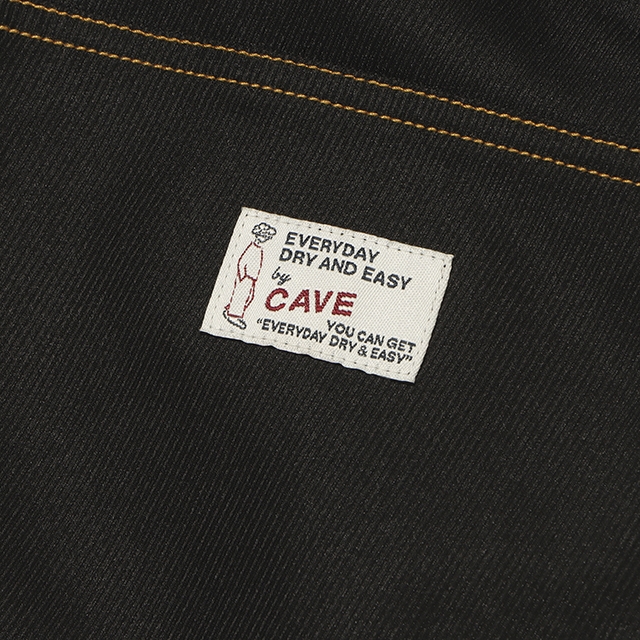 EVERYDAY
DRY AND EASY
by
CAVE
YOU CAN GET
"EVERYDAY DRY & EASY"